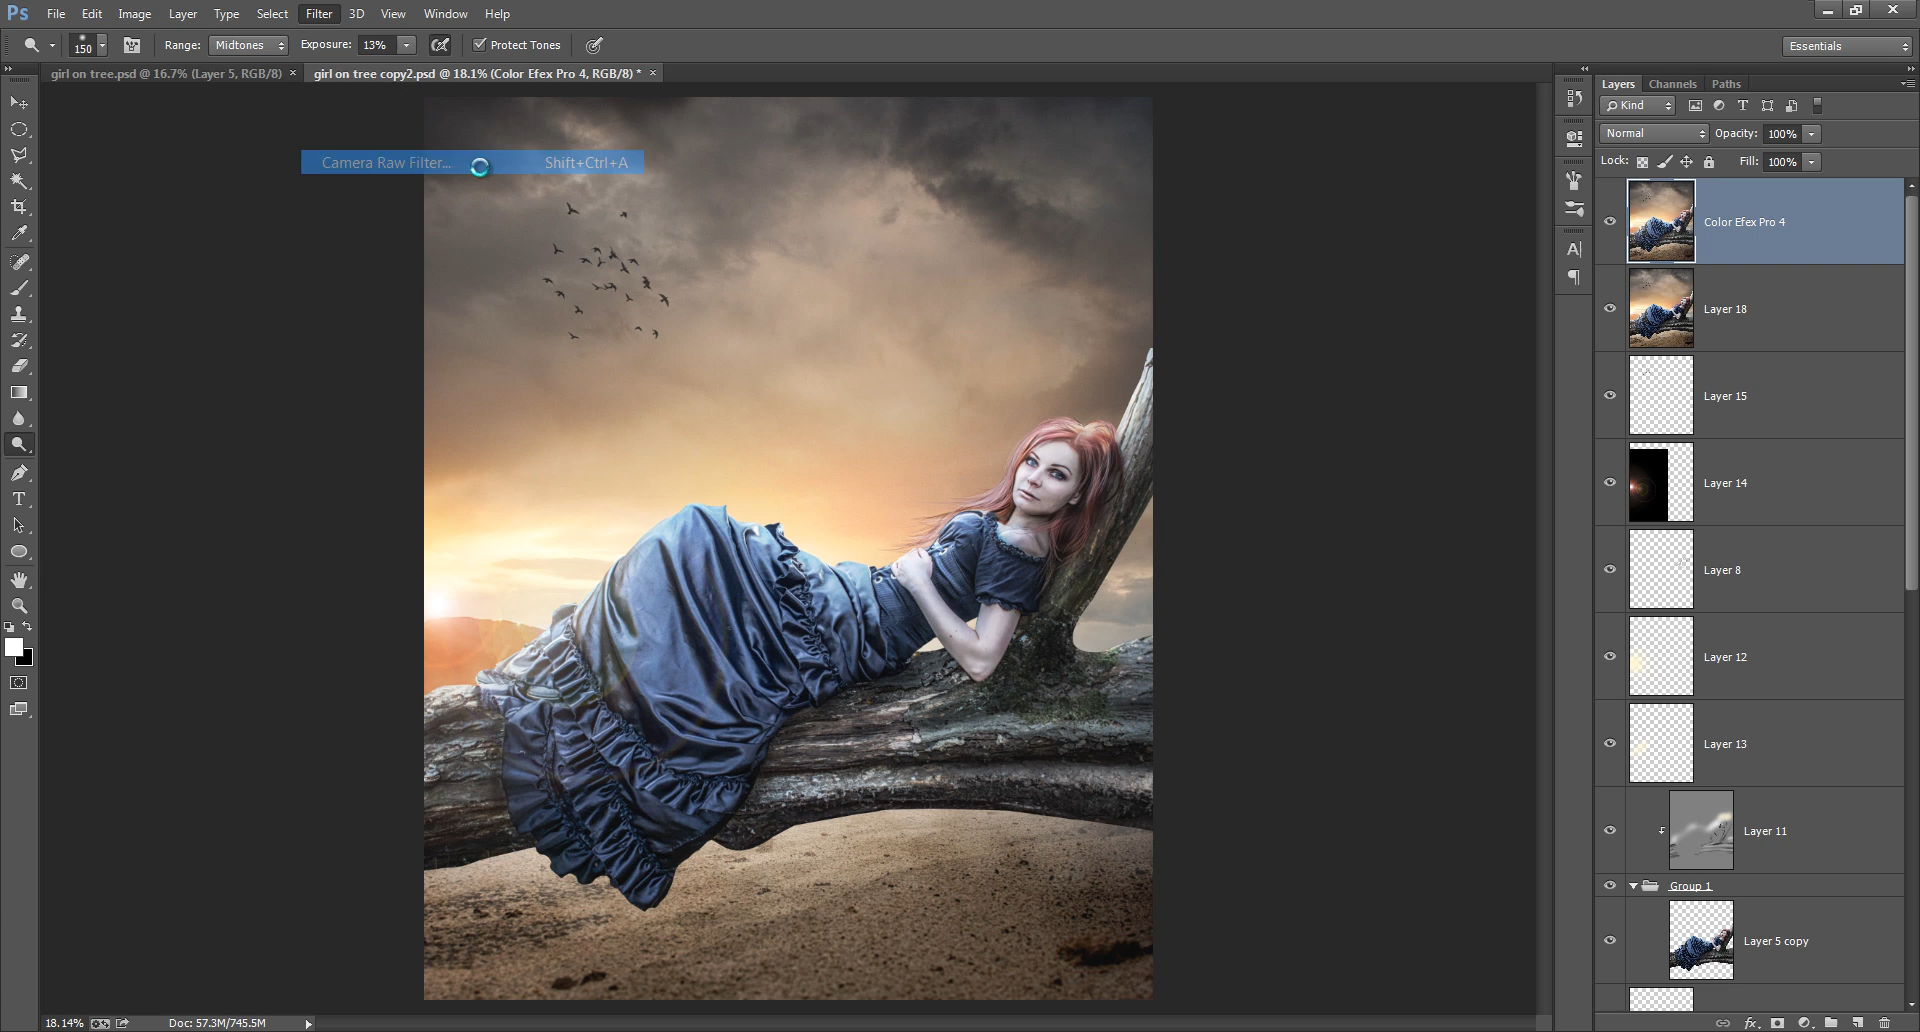 Ps File Edit Image Layer Type Select Filter 3D View Window Help
150 Range: Midtones Exposure: 13% Protect Tones Essentials
girl on tree.psd @ 16.7% (Layer 5, RGB/8) × girl on tree copy2.psd @ 18.1% (Color Efex Pro 4, RGB/8) * ×
Camera Raw Filter... Shift+Ctrl+A
Layers Channels Paths
Kind
Normal Opacity: 100%
Lock: Fill: 100%
Color Efex Pro 4
Layer 18
Layer 15
Layer 14
Layer 8
Layer 12
Layer 13
Layer 11
Group 1
Layer 5 copy
18.14% Doc: 57.3M/745.5M